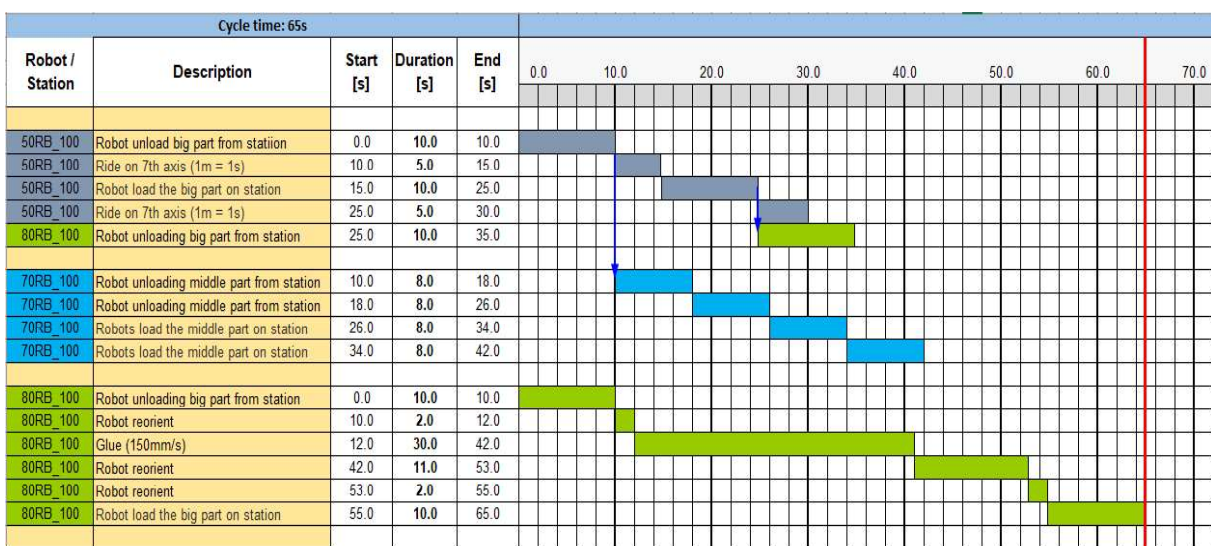 Cycle time: 65s
Robot / Station Description Start [s] Duration [s] End [s] 0.0 10.0 20.0 30.0 40.0 50.0 60.0 70.0
50RB_100 Robot unload big part from statiion 0.0 10.0 10.0
50RB_100 Ride on 7th axis (1m = 1s) 10.0 5.0 15.0
50RB_100 Robot load the big part on station 15.0 10.0 25.0
50RB_100 Ride on 7th axis (1m = 1s) 25.0 5.0 30.0
80RB_100 Robot unloading big part from station 25.0 10.0 35.0
70RB_100 Robot unloading middle part from station 10.0 8.0 18.0
70RB_100 Robot unloading middle part from station 18.0 8.0 26.0
70RB_100 Robots load the middle part on station 26.0 8.0 34.0
70RB_100 Robots load the middle part on station 34.0 8.0 42.0
80RB_100 Robot unloading big part from station 0.0 10.0 10.0
80RB_100 Robot reorient 10.0 2.0 12.0
80RB_100 Glue (150mm/s) 12.0 30.0 42.0
80RB_100 Robot reorient 42.0 11.0 53.0
80RB_100 Robot reorient 53.0 2.0 55.0
80RB_100 Robot load the big part on station 55.0 10.0 65.0